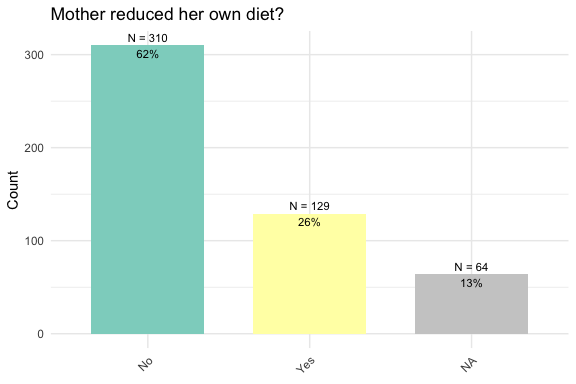 Mother reduced her own diet?
Count
300
200
100
0
N = 310
62%
N = 129
26%
N = 64
13%
No
Yes
NA